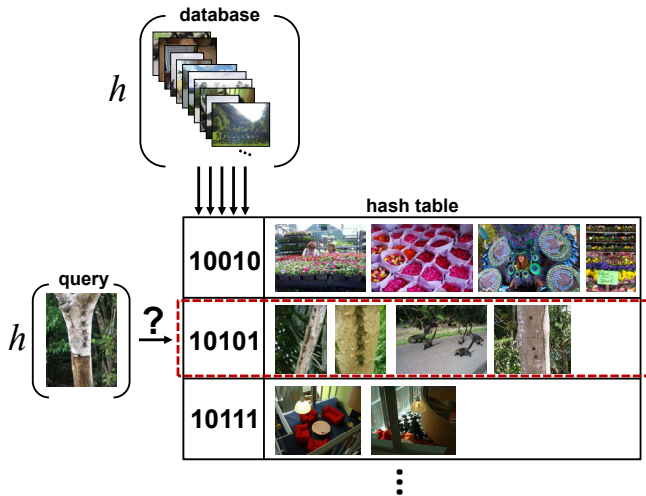 database
h
...
hash table
10010
query
h
?
10101
10111
...